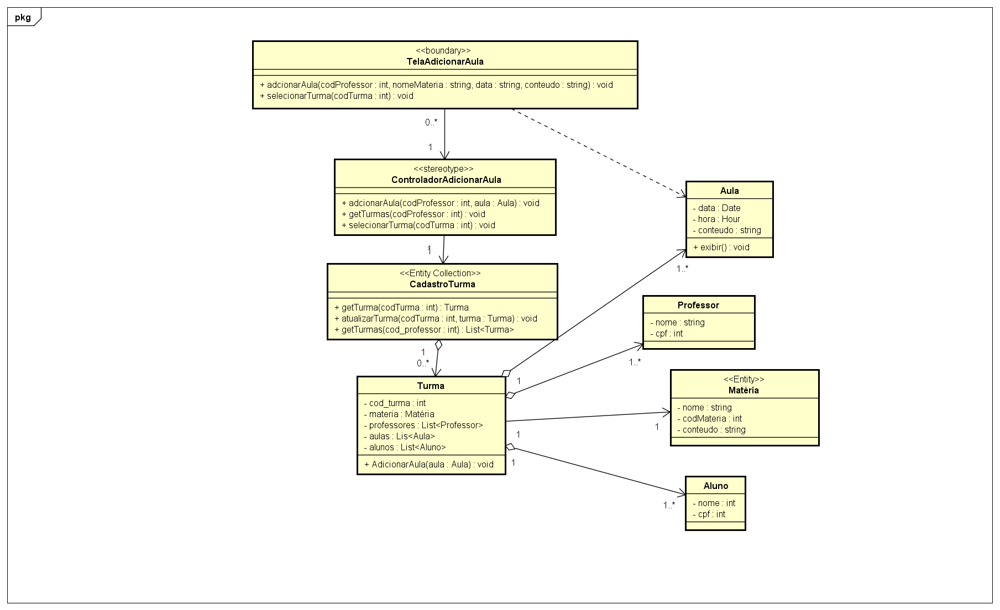 pkg
<<boundary>>
TelaAdicionarAula
+ adcionarAula(codProfessor : int, nomeMateria : string, data : string, conteudo : string) : void
+ selecionarTurma(codTurma : int) : void
0..*
1
<<stereotype>>
ControladorAdicionarAula
+ adcionarAula(codProfessor : int, aula : Aula) : void
+ getTurmas(codProfessor : int) : void
+ selecionarTurma(codTurma : int) : void
Aula
- data : Date
- hora : Hour
- conteudo : string
+ exibir() : void
1..*
1
1
<<Entity Collection>>
CadastroTurma
+ getTurma(codTurma : int) : Turma
+ atualizarTurma(codTurma : int, turma : Turma) : void
+ getTurmas(cod_professor : int) : List<Turma>
1
0..*
Professor
- nome : string
- cpf : int
1..*
1
Turma
- cod_turma : int
- materia : Matéria
- professores : List<Professor>
- aulas : Lis<Aula>
- alunos : List<Aluno>
+ AdicionarAula(aula : Aula) : void
<<Entity>>
Matéria
- nome : string
- codMateria : int
- conteudo : string
1
1
1
1..*
Aluno
- nome : int
- cpf : int